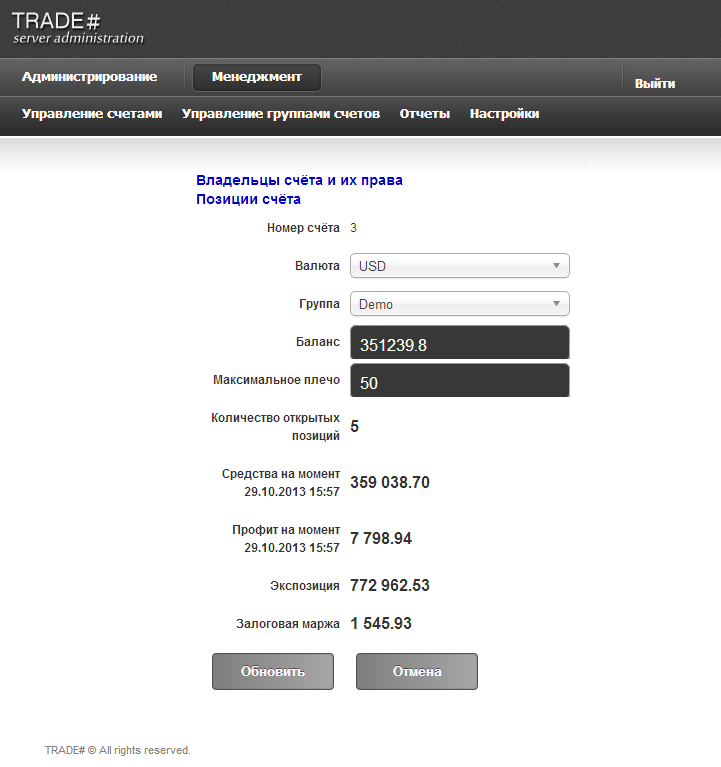 TRADE#
server administration
Администрирование Менеджмент Выйти
Управление счетами Управление группами счетов Отчеты Настройки
Владельцы счёта и их права
Позиции счёта
Номер счёта 3
Валюта USD
Группа Demo
Баланс 351239.8
Максимальное плечо 50
Количество открытых
позиций 5
Средства на момент
29.10.2013 15:57 359 038.70
Профит на момент
29.10.2013 15:57 7 798.94
Экспозиция 772 962.53
Залоговая маржа 1 545.93
Обновить Отмена
TRADE# © All rights reserved.